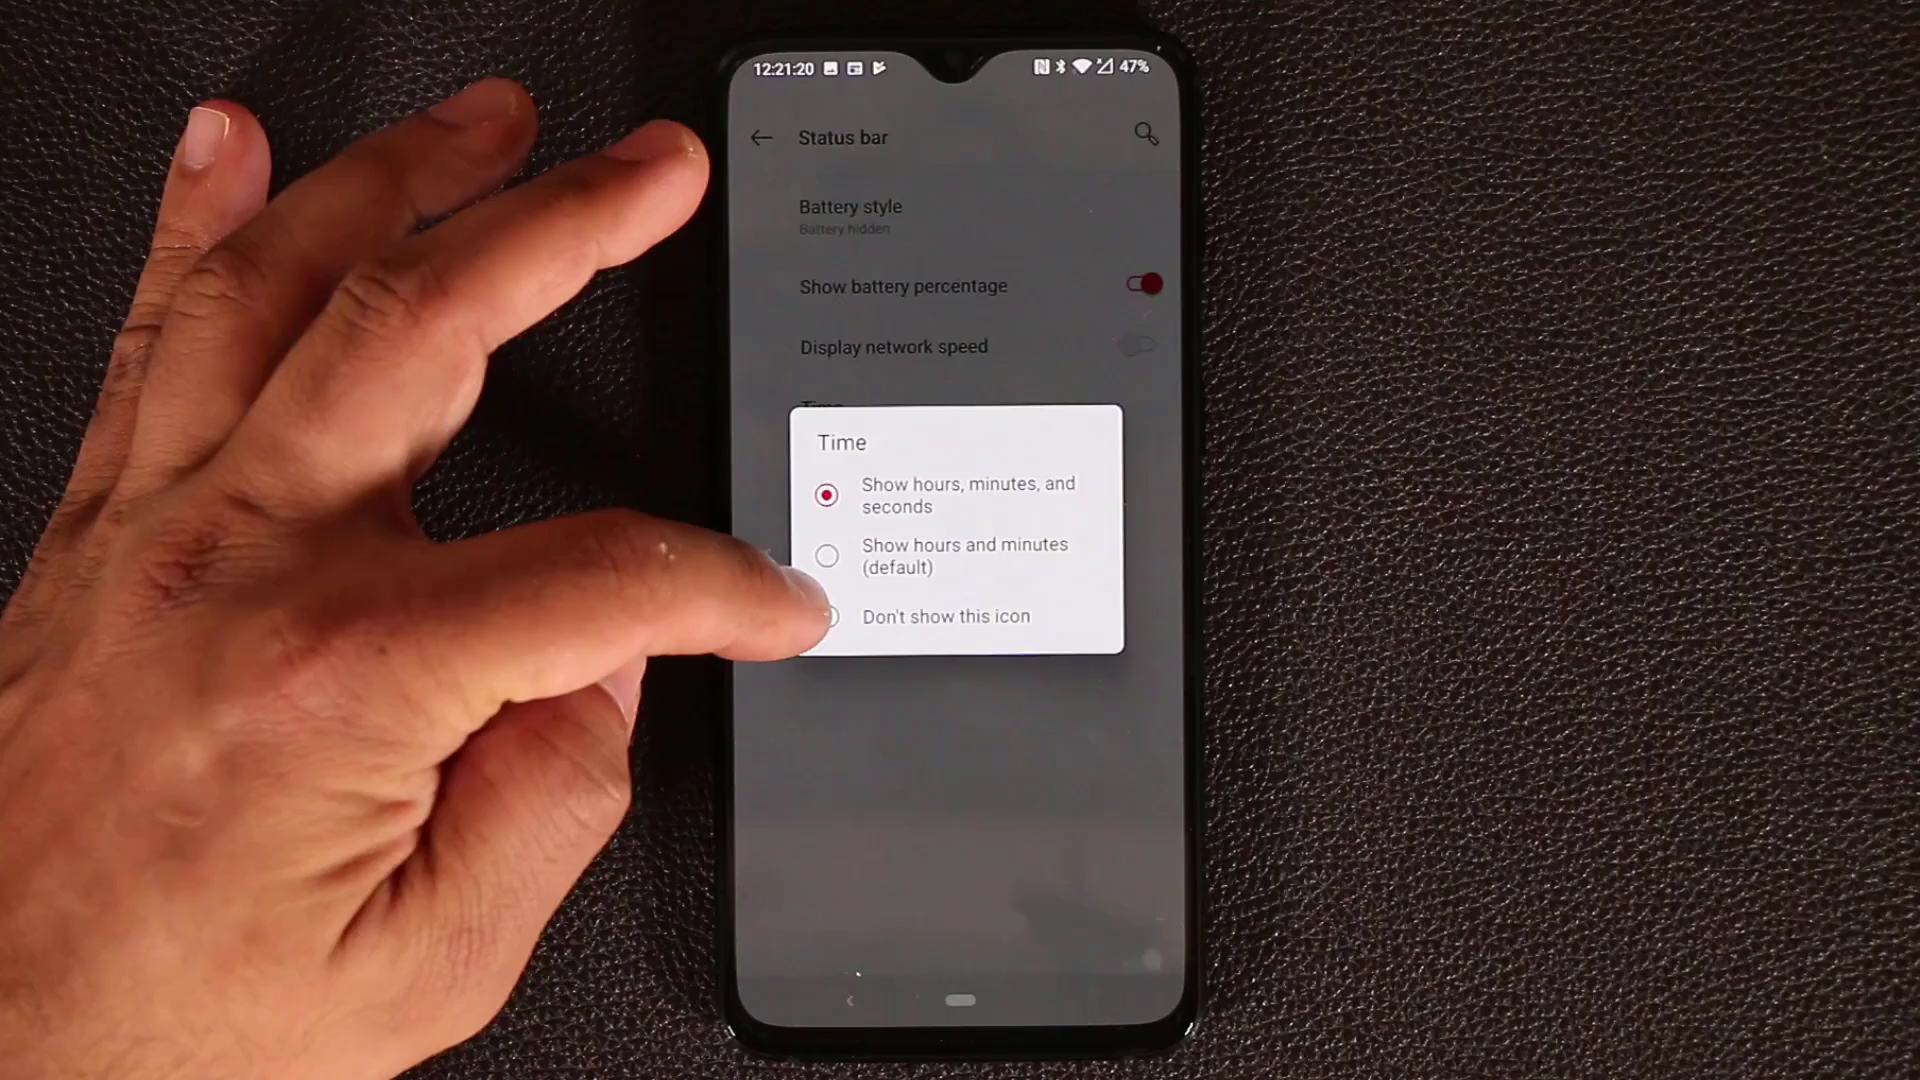 12:21:20 47%
Status bar
Battery style
Battery hidden
Show battery percentage
Display network speed
Time
Time
Show hours, minutes, and
seconds
Show hours and minutes
(default)
Don't show this icon